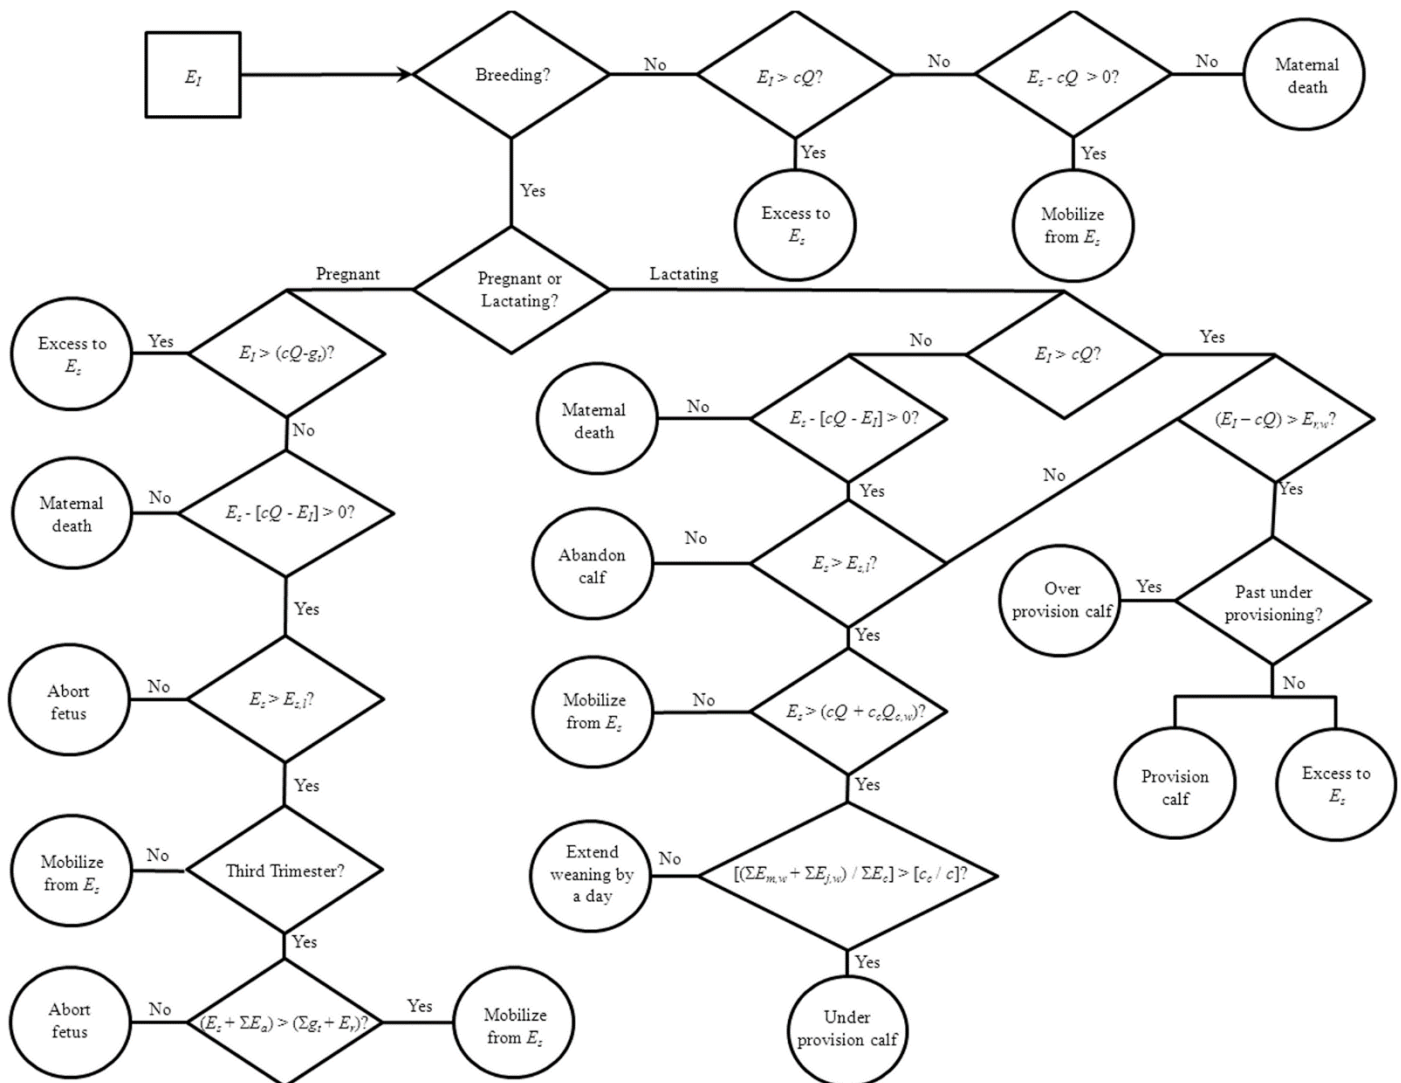 E_I
Breeding?
No
E_I > cQ?
No
E_s - cQ > 0?
No
Maternal
death
Yes
Excess to
E_s
Yes
Mobilize
from E_s
Yes
Pregnant
Pregnant or
Lactating?
Lactating
Excess to
E_s
Yes
E_I > (cQ-g_t)?
No
Maternal
death
No
E_s - [cQ - E_I] > 0?
Yes
Abort
fetus
No
E_s > E_s,l?
Yes
Mobilize
from E_s
No
Third Trimester?
Yes
Abort
fetus
No
(E_s + ΣE_a) > (Σg_t + E_r)?
Yes
Mobilize
from E_s
No
E_I > cQ?
Yes
Maternal
death
No
E_s - [cQ - E_I] > 0?
Yes
Abandon
calf
No
E_s > E_s,l?
Yes
Mobilize
from E_s
No
E_s > (cQ + c_cQ_c,w)?
Yes
Extend
weaning by
a day
No
[(ΣE_m,w + ΣE_j,w) / ΣE_c] > [c_c / c]?
Yes
Under
provision calf
(E_I – cQ) > E_r,w?
No
Yes
Over
provision calf
Yes
Past under
provisioning?
No
Provision
calf
Excess to
E_s